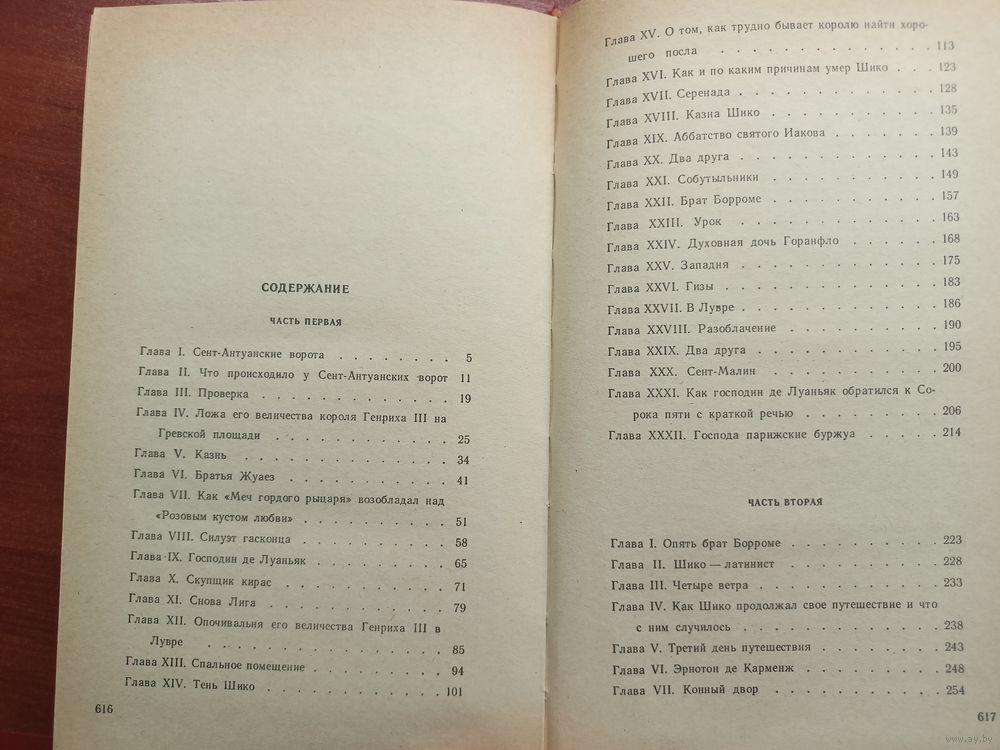 СОДЕРЖАНИЕ
ЧАСТЬ ПЕРВАЯ
Глава I. Сент-Антуанские ворота . . . . . . . . 5
Глава II. Что происходило у Сент-Антуанских ворот 11
Глава III. Проверка . . . . . . . . . . . . . 19
Глава IV. Ложа его величества короля Генриха III на
Гревской площади . . . . . . . . . . . 25
Глава V. Казнь . . . . . . . . . . . . . . 34
Глава VI. Братья Жуаез . . . . . . . . . . . 41
Глава VII. Как «Меч гордого рыцаря» возобладал над
«Розовым кустом любви» . . . . . . . . . 51
Глава VIII. Силуэт гасконца . . . . . . . . . 58
Глава IX. Господин де Луаньяк . . . . . . . . 65
Глава X. Скупщик кирас . . . . . . . . . . 71
Глава XI. Снова Лига . . . . . . . . . . . 79
Глава XII. Опочивальня его величества Генриха III в
Лувре . . . . . . . . . . . . . . 85
Глава XIII. Спальное помещение . . . . . . . . 94
Глава XIV. Тень Шико . . . . . . . . . . . 101
616
Глава XV. О том, как трудно бывает королю найти хоро-
шего посла . . . . . . . . . . . . . 113
Глава XVI. Как и по каким причинам умер Шико . . . 123
Глава XVII. Серенада . . . . . . . . . . . . 128
Глава XVIII. Казна Шико . . . . . . . . . . 135
Глава XIX. Аббатство святого Иакова . . . . . . . 139
Глава XX. Два друга . . . . . . . . . . . . 143
Глава XXI. Собутыльники . . . . . . . . . . 149
Глава XXII. Брат Борроме . . . . . . . . . . 157
Глава XXIII. Урок . . . . . . . . . . . . 163
Глава XXIV. Духовная дочь Горанфло . . . . . . 168
Глава XXV. Западня . . . . . . . . . . . . 175
Глава XXVI. Гизы . . . . . . . . . . . . 183
Глава XXVII. В Лувре . . . . . . . . . . . 186
Глава XXVIII. Разоблачение . . . . . . . . . 190
Глава XXIX. Два друга . . . . . . . . . . . 195
Глава XXX. Сент-Малин . . . . . . . . . . 200
Глава XXXI. Как господин де Луаньяк обратился к Со-
рока пяти с краткой речью . . . . . . . . 206
Глава XXXII. Господа парижские буржуа . . . . . 214
ЧАСТЬ ВТОРАЯ
Глава I. Опять брат Борроме . . . . . . . . . 223
Глава II. Шико — латинист . . . . . . . . . 228
Глава III. Четыре ветра . . . . . . . . . . 233
Глава IV. Как Шико продолжал свое путешествие и что
с ним случилось . . . . . . . . . . . 238
Глава V. Третий день путешествия . . . . . . . 243
Глава VI. Эрнотон де Карменж . . . . . . . . 248
Глава VII. Конный двор . . . . . . . . . . 254
617
www.ay.by